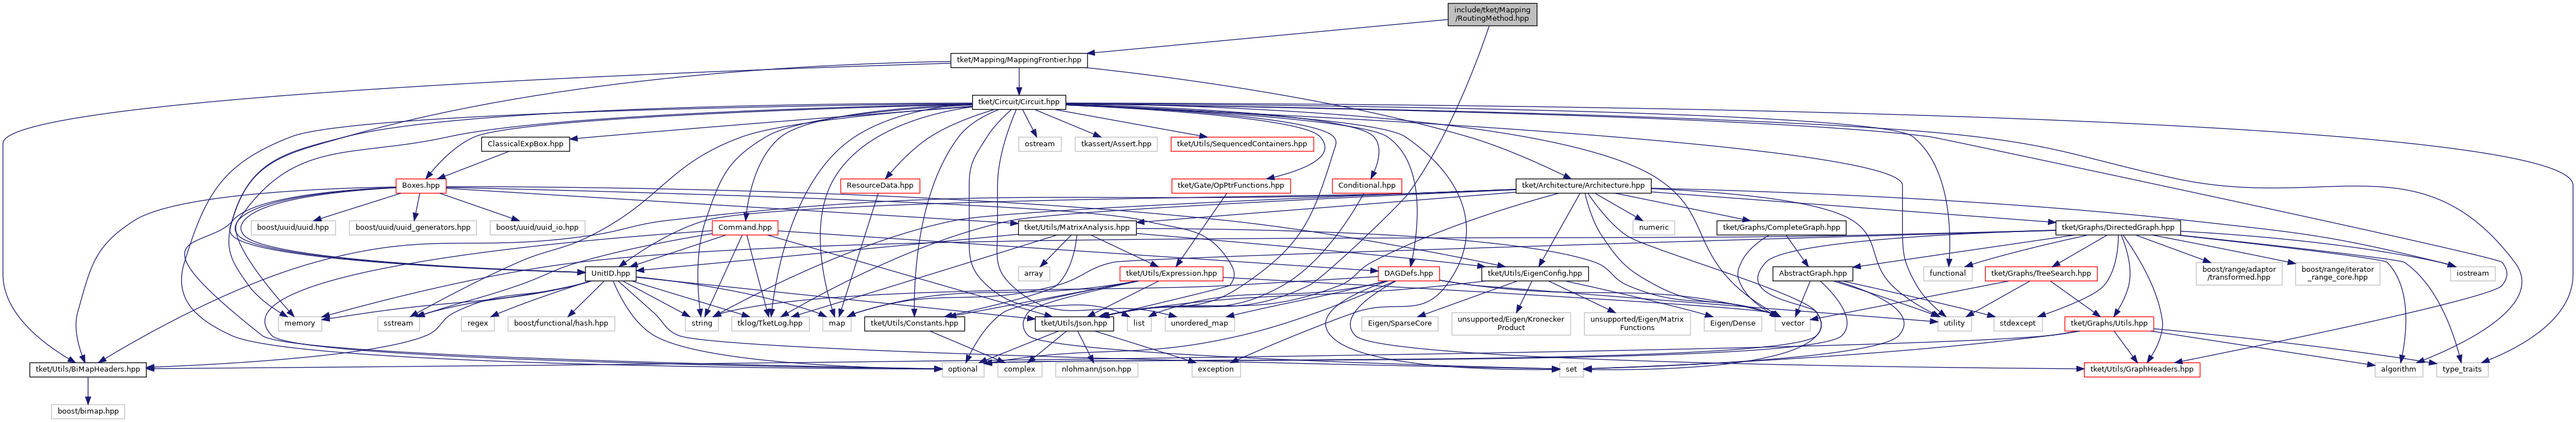 include/tket/Mapping
/RoutingMethod.hpp
tket/Mapping/MappingFrontier.hpp
tket/Circuit/Circuit.hpp
ClassicalExpBox.hpp
ostream
tkassert/Assert.hpp
tket/Utils/SequencedContainers.hpp
Boxes.hpp
ResourceData.hpp
tket/Gate/OpPtrFunctions.hpp
Conditional.hpp
tket/Architecture/Architecture.hpp
boost/uuid/uuid.hpp
boost/uuid/uuid_generators.hpp
boost/uuid/uuid_io.hpp
Command.hpp
tket/Utils/MatrixAnalysis.hpp
numeric
tket/Graphs/CompleteGraph.hpp
tket/Graphs/DirectedGraph.hpp
UnitID.hpp
array
tket/Utils/Expression.hpp
DAGDefs.hpp
tket/Utils/EigenConfig.hpp
AbstractGraph.hpp
functional
tket/Graphs/TreeSearch.hpp
boost/range/adaptor
/transformed.hpp
boost/range/iterator
_range_core.hpp
iostream
memory
sstream
regex
boost/functional/hash.hpp
string
tklog/TketLog.hpp
map
tket/Utils/Constants.hpp
tket/Utils/Json.hpp
list
unordered_map
Eigen/SparseCore
unsupported/Eigen/Kronecker
Product
unsupported/Eigen/Matrix
Functions
Eigen/Dense
vector
utility
stdexcept
tket/Graphs/Utils.hpp
tket/Utils/BiMapHeaders.hpp
optional
complex
nlohmann/json.hpp
exception
set
tket/Utils/GraphHeaders.hpp
algorithm
type_traits
boost/bimap.hpp